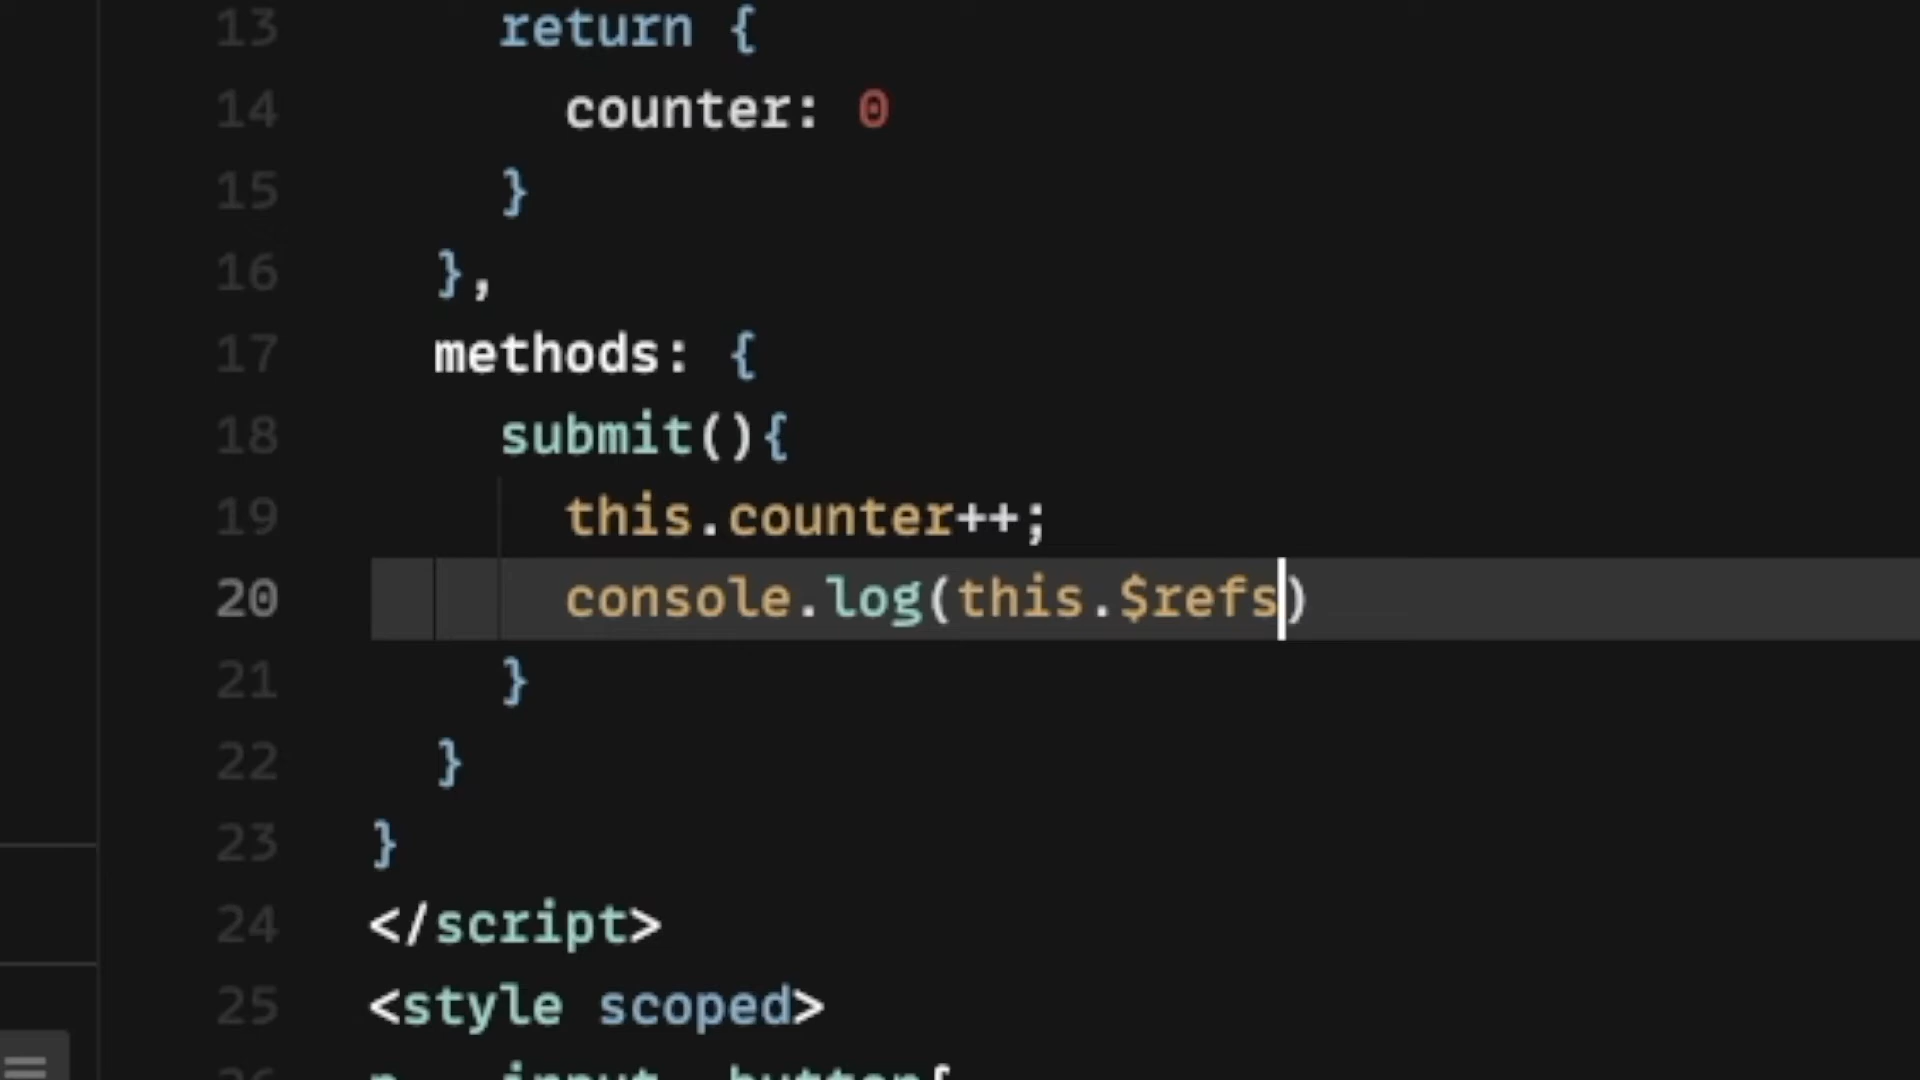 13 return {
14 counter: 0
15 }
16 },
17 methods: {
18 submit(){
19 this.counter++;
20 console.log(this.$refs)
21 }
22 }
23 }
24 </script>
25 <style scoped>